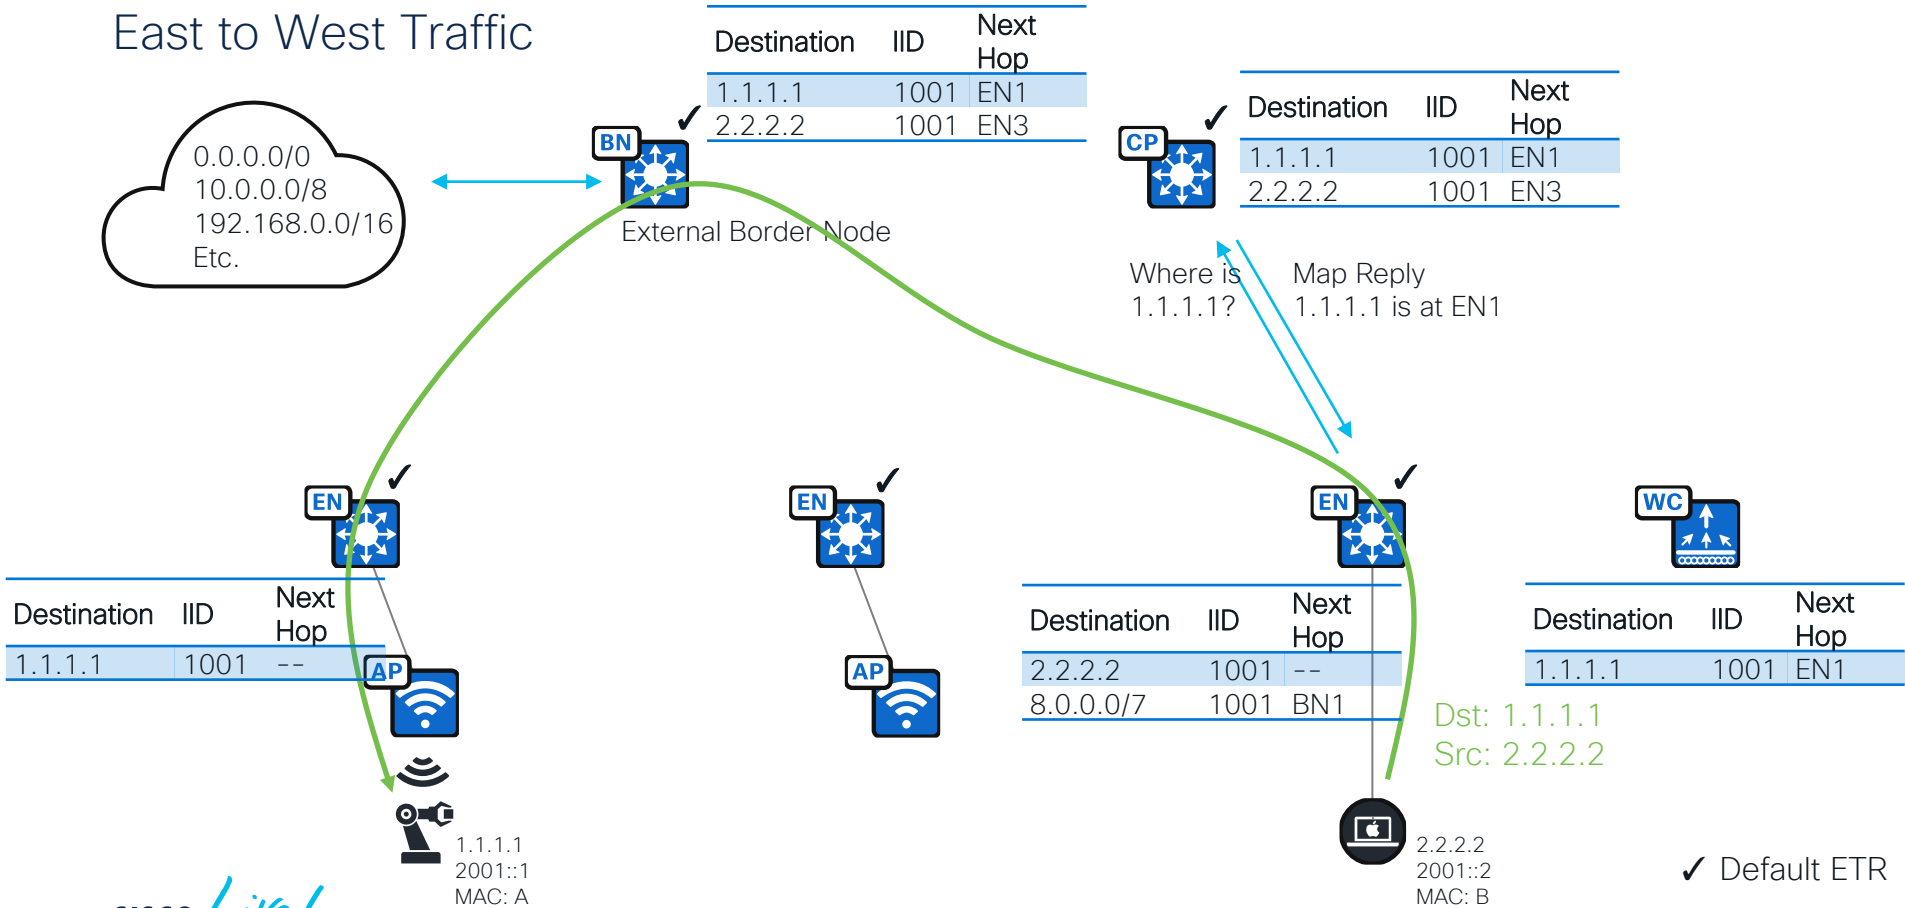 East to West Traffic
Destination IID Next Hop
1.1.1.1 1001 EN1
2.2.2.2 1001 EN3
Destination IID Next Hop
1.1.1.1 1001 EN1
2.2.2.2 1001 EN3
0.0.0.0/0
10.0.0.0/8
192.168.0.0/16
Etc.
BN
External Border Node
CP
Where is
1.1.1.1?
Map Reply
1.1.1.1 is at EN1
EN
EN
EN
WC
Destination IID Next Hop
1.1.1.1 1001 --
AP
AP
Destination IID Next Hop
2.2.2.2 1001 --
8.0.0.0/7 1001 BN1
Destination IID Next Hop
1.1.1.1 1001 EN1
Dst: 1.1.1.1
Src: 2.2.2.2
1.1.1.1
2001::1
MAC: A
2.2.2.2
2001::2
MAC: B
✓ Default ETR